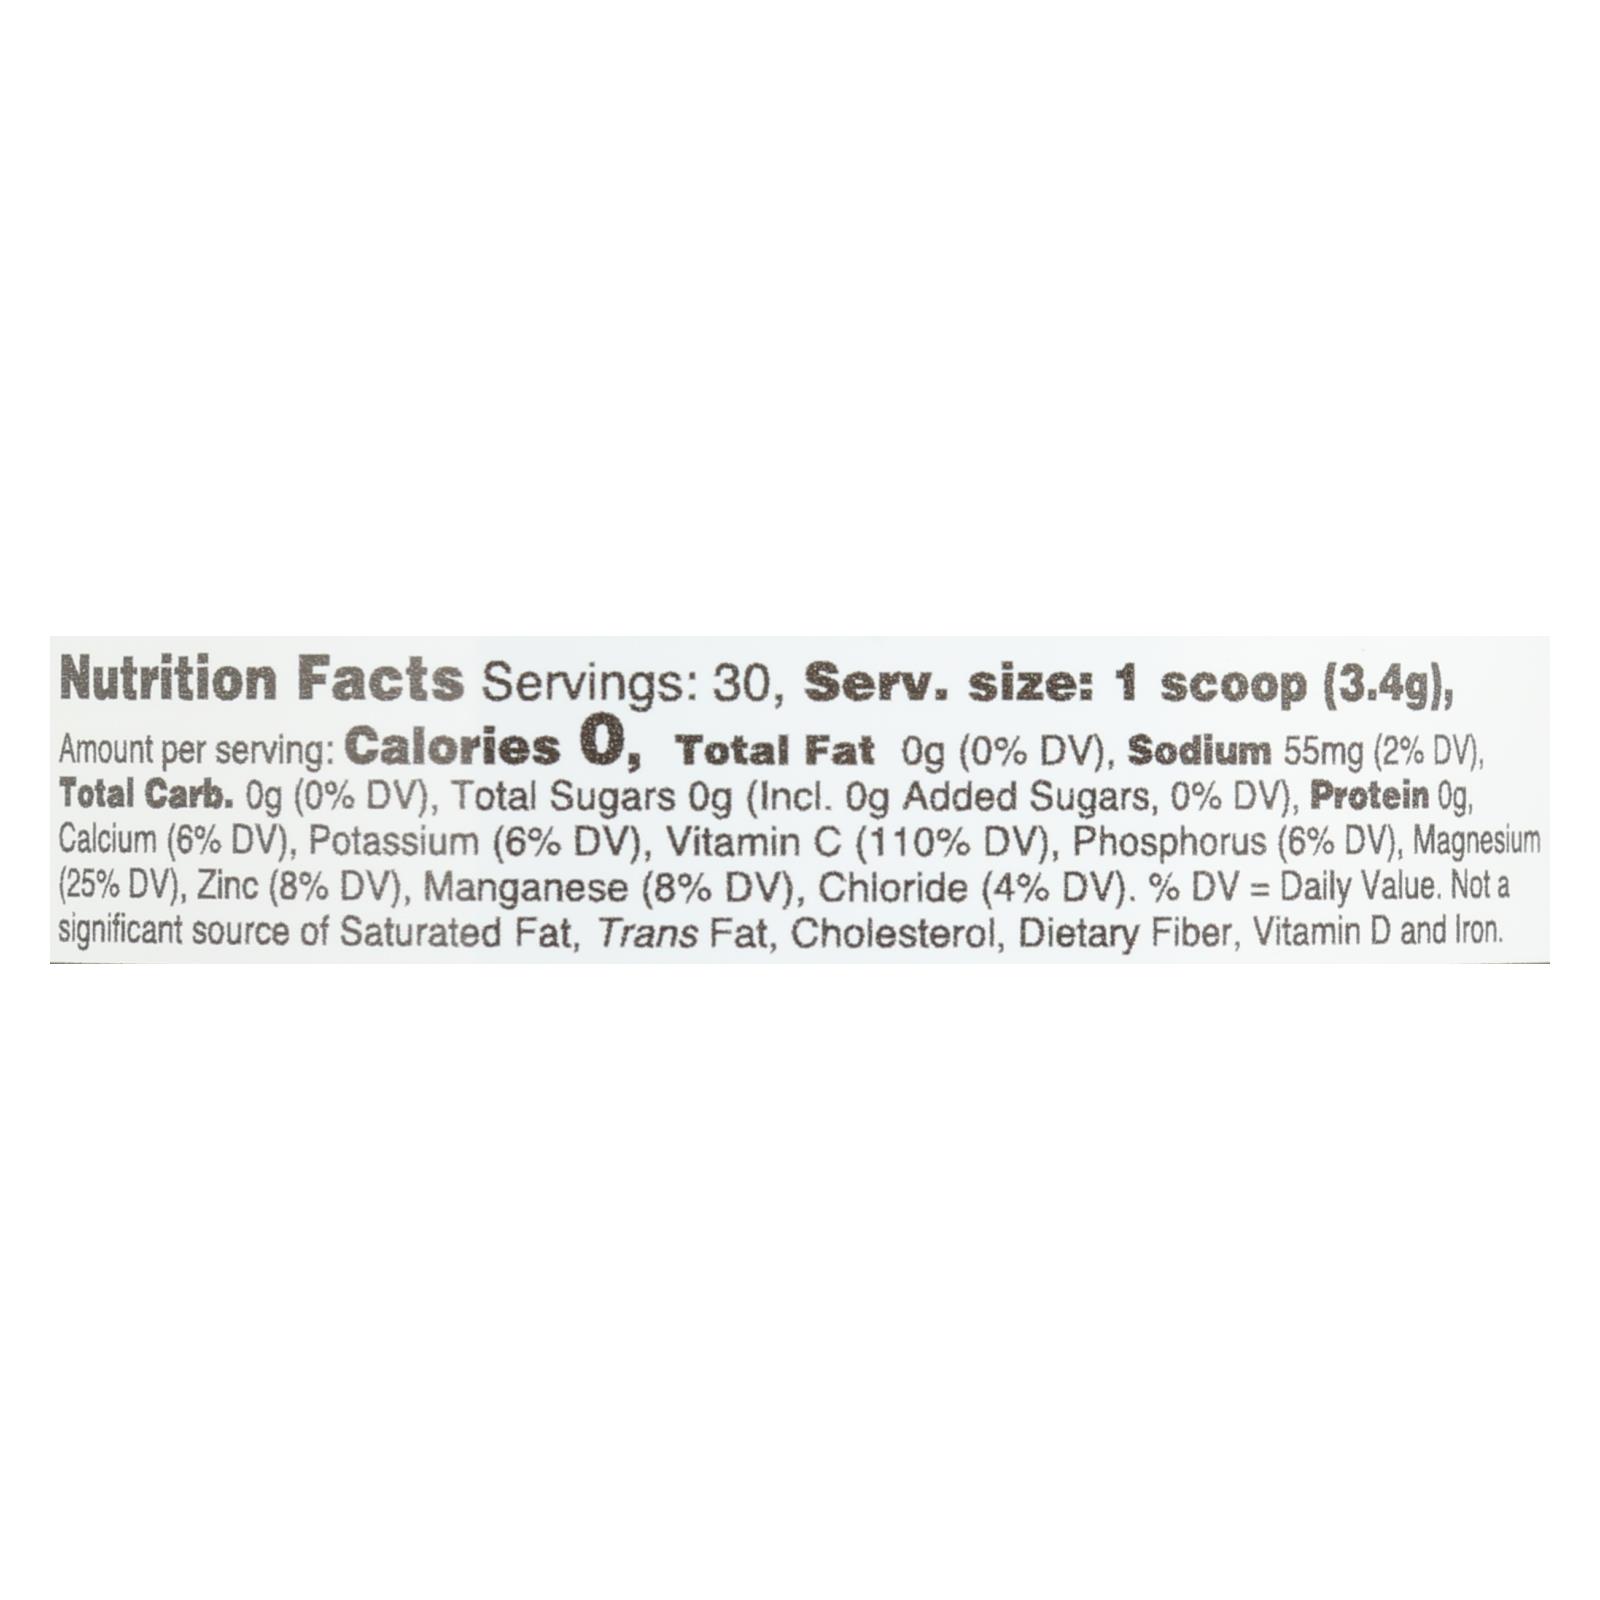 Nutrition Facts Servings: 30, Serv. size: 1 scoop (3.4g),
Amount per serving: Calories 0, Total Fat 0g (0% DV), Sodium 55mg (2% DV),
Total Carb. 0g (0% DV), Total Sugars 0g (Incl. 0g Added Sugars, 0% DV), Protein 0g,
Calcium (6% DV), Potassium (6% DV), Vitamin C (110% DV), Phosphorus (6% DV), Magnesium
(25% DV), Zinc (8% DV), Manganese (8% DV), Chloride (4% DV). % DV = Daily Value. Not a
significant source of Saturated Fat, Trans Fat, Cholesterol, Dietary Fiber, Vitamin D and Iron.